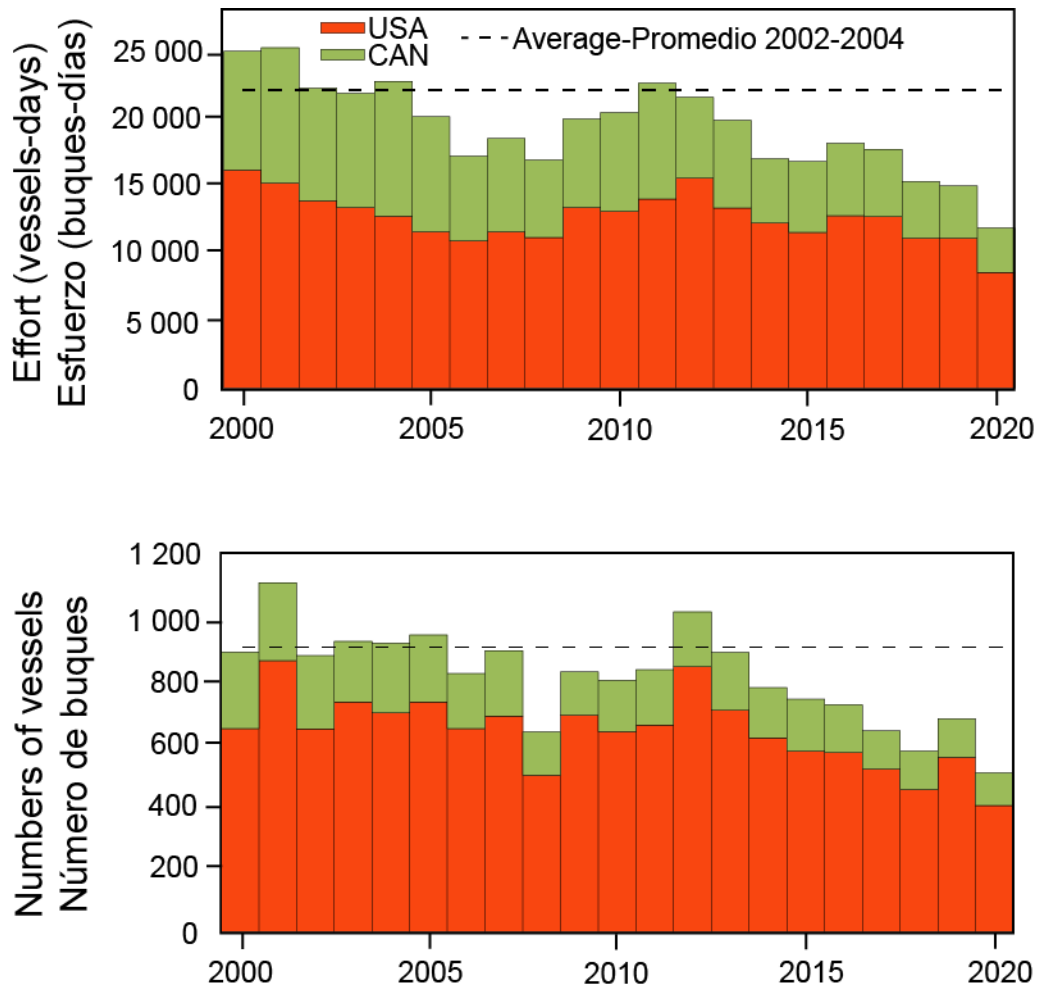 USA
CAN
Average-Promedio 2002-2004
Effort (vessels-days)
Esfuerzo (buques-días)
25 000
20 000
15 000
10 000
5 000
0
2000 2005 2010 2015 2020
Numbers of vessels
Número de buques
1 200
1 000
800
600
400
200
0
2000 2005 2010 2015 2020